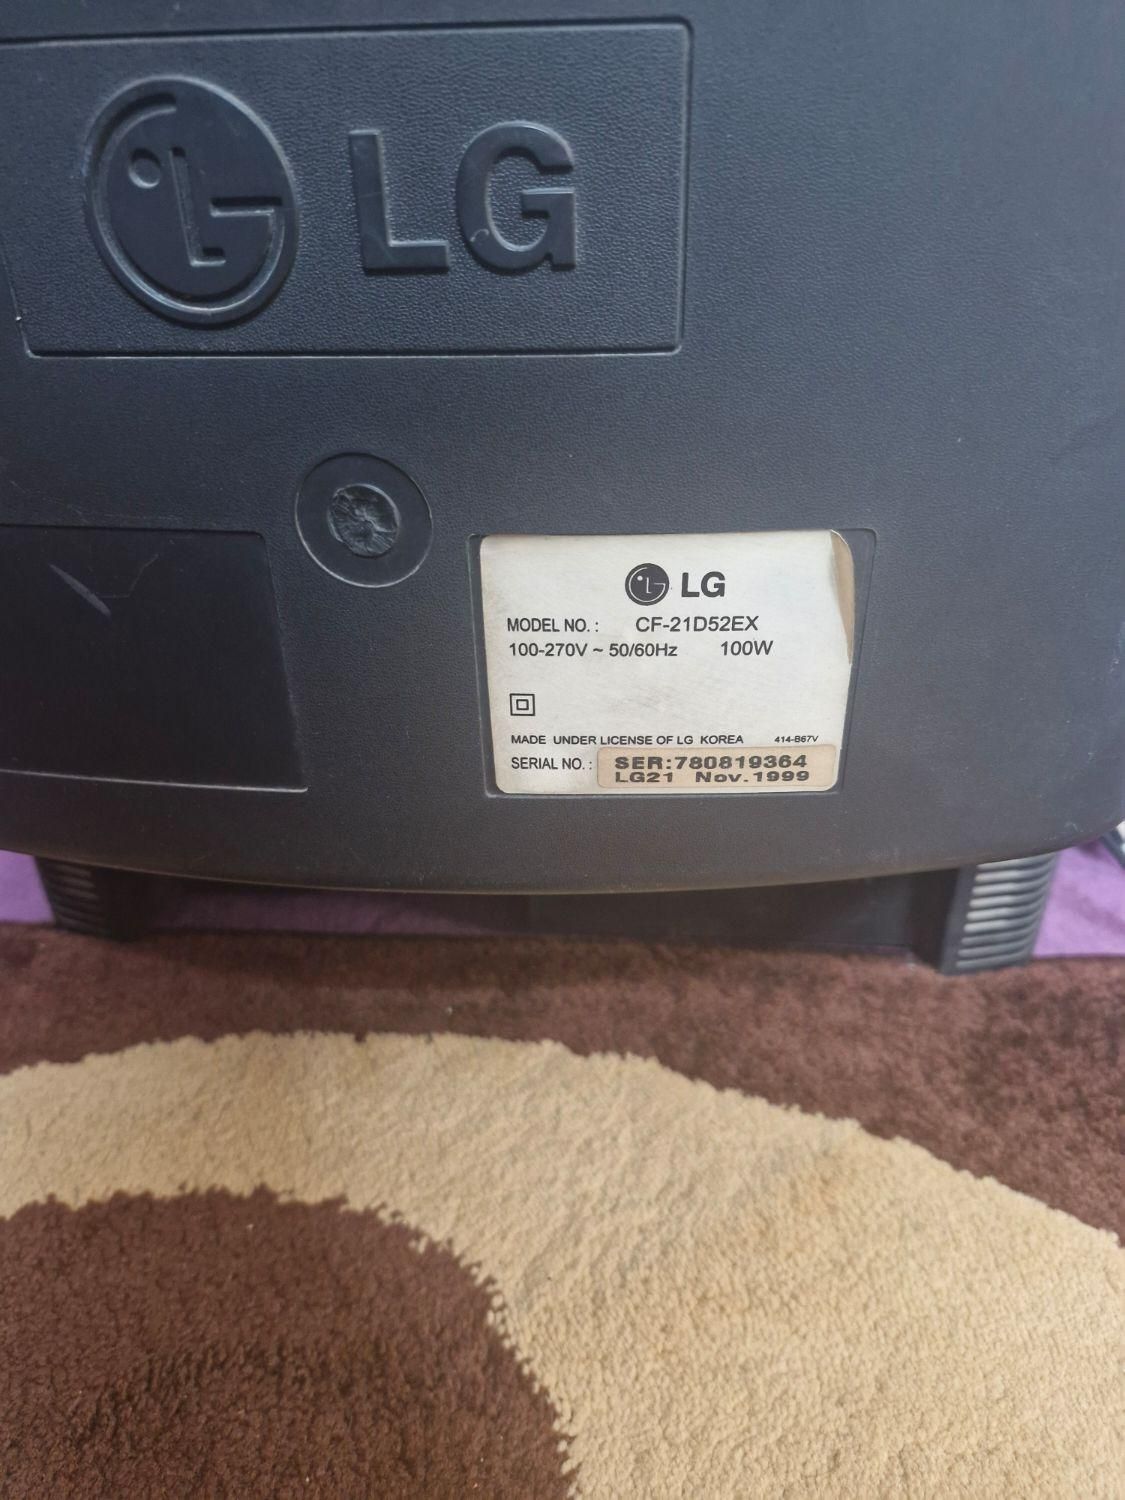 LG
LG
MODEL NO. : CF-21D52EX
100-270V ~ 50/60Hz 100W
MADE UNDER LICENSE OF LG KOREA 414-B67V
SERIAL NO. : SER:780819364
LG21 Nov.1999